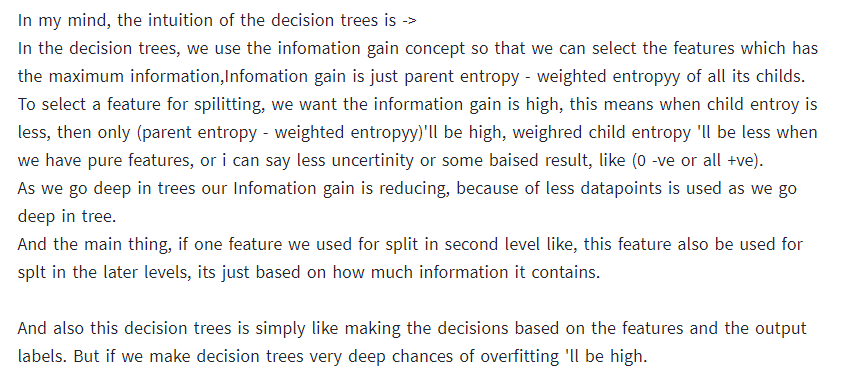 In my mind, the intuition of the decision trees is ->
In the decision trees, we use the infomation gain concept so that we can select the features which has
the maximum information,Infomation gain is just parent entropy - weighted entropyy of all its childs.
To select a feature for spilitting, we want the information gain is high, this means when child entroy is
less, then only (parent entropy - weighted entropyy)'ll be high, weighred child entropy 'll be less when
we have pure features, or i can say less uncertinity or some baised result, like (0 -ve or all +ve).
As we go deep in trees our Infomation gain is reducing, because of less datapoints is used as we go
deep in tree.
And the main thing, if one feature we used for split in second level like, this feature also be used for
splt in the later levels, its just based on how much information it contains.
And also this decision trees is simply like making the decisions based on the features and the output
labels. But if we make decision trees very deep chances of overfitting 'll be high.